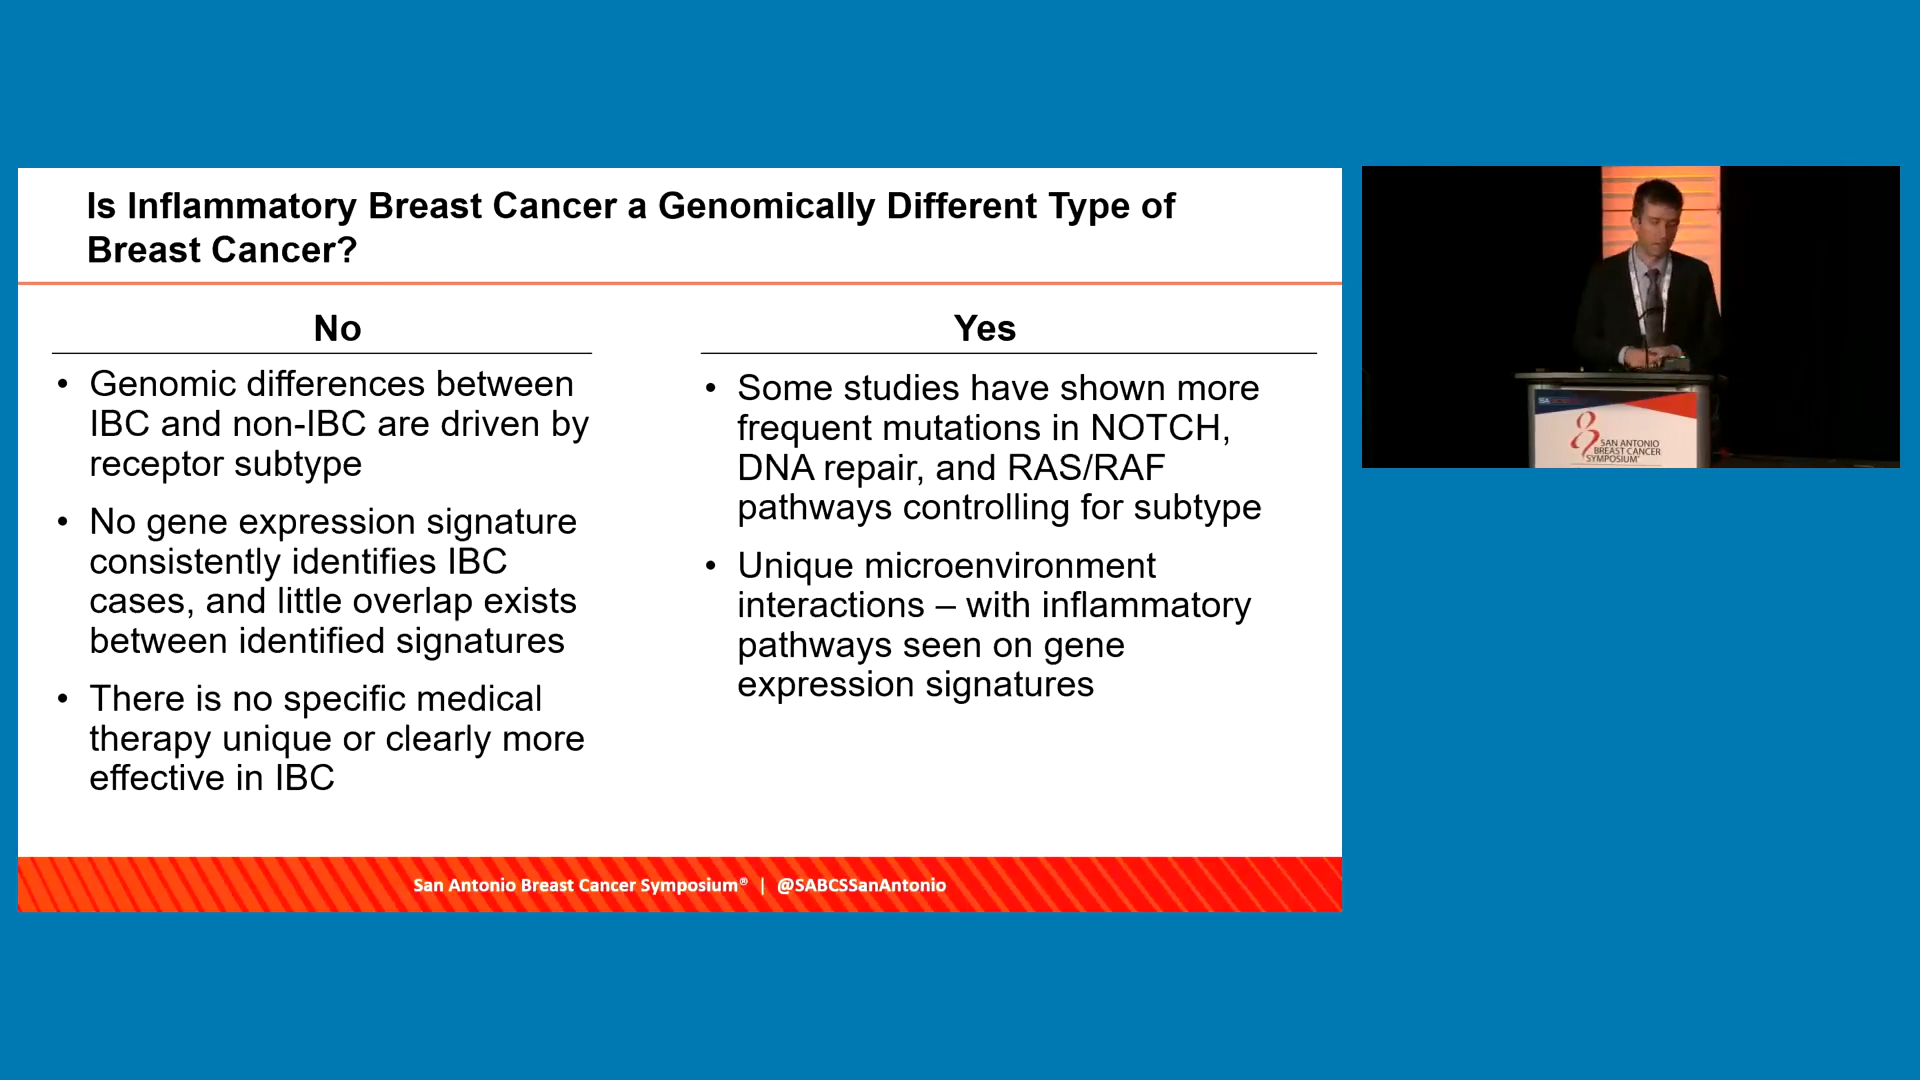 Is Inflammatory Breast Cancer a Genomically Different Type of
Breast Cancer?
No
• Genomic differences between
IBC and non-IBC are driven by
receptor subtype
• No gene expression signature
consistently identifies IBC
cases, and little overlap exists
between identified signatures
• There is no specific medical
therapy unique or clearly more
effective in IBC
Yes
• Some studies have shown more
frequent mutations in NOTCH,
DNA repair, and RAS/RAF
pathways controlling for subtype
• Unique microenvironment
interactions – with inflammatory
pathways seen on gene
expression signatures
San Antonio Breast Cancer Symposium® | @SABCSSanAntonio
SAN ANTONIO
BREAST CANCER
SYMPOSIUM®